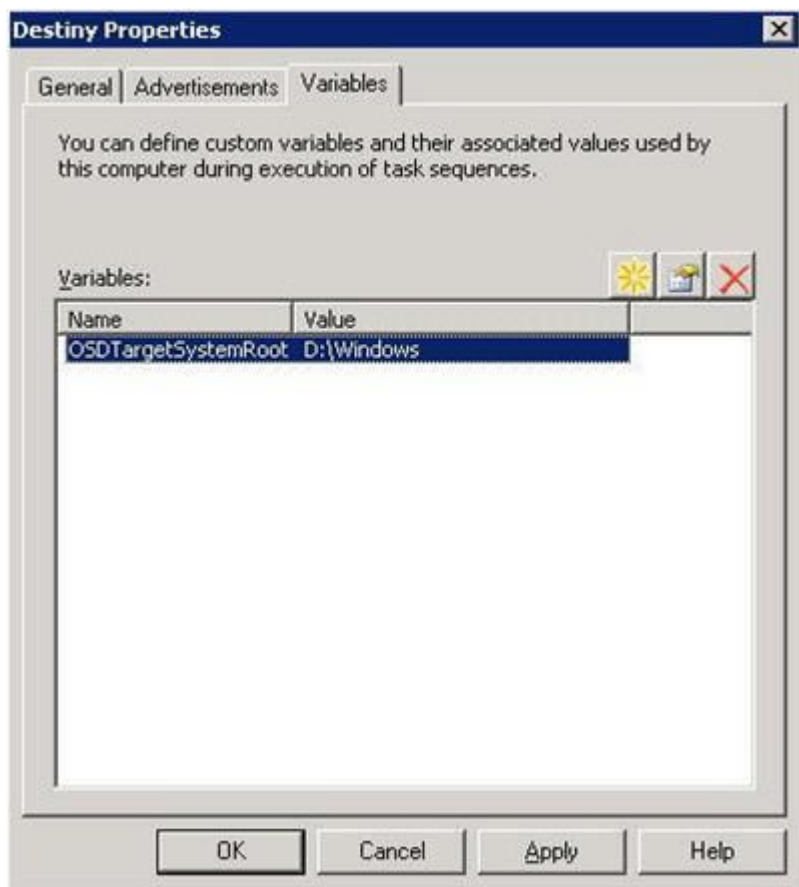 Destiny Properties
General Advertisements Variables
You can define custom variables and their associated values used by
this computer during execution of task sequences.
Variables:
Name Value
OSDTargetSystemRoot D:\Windows
OK Cancel Apply Help